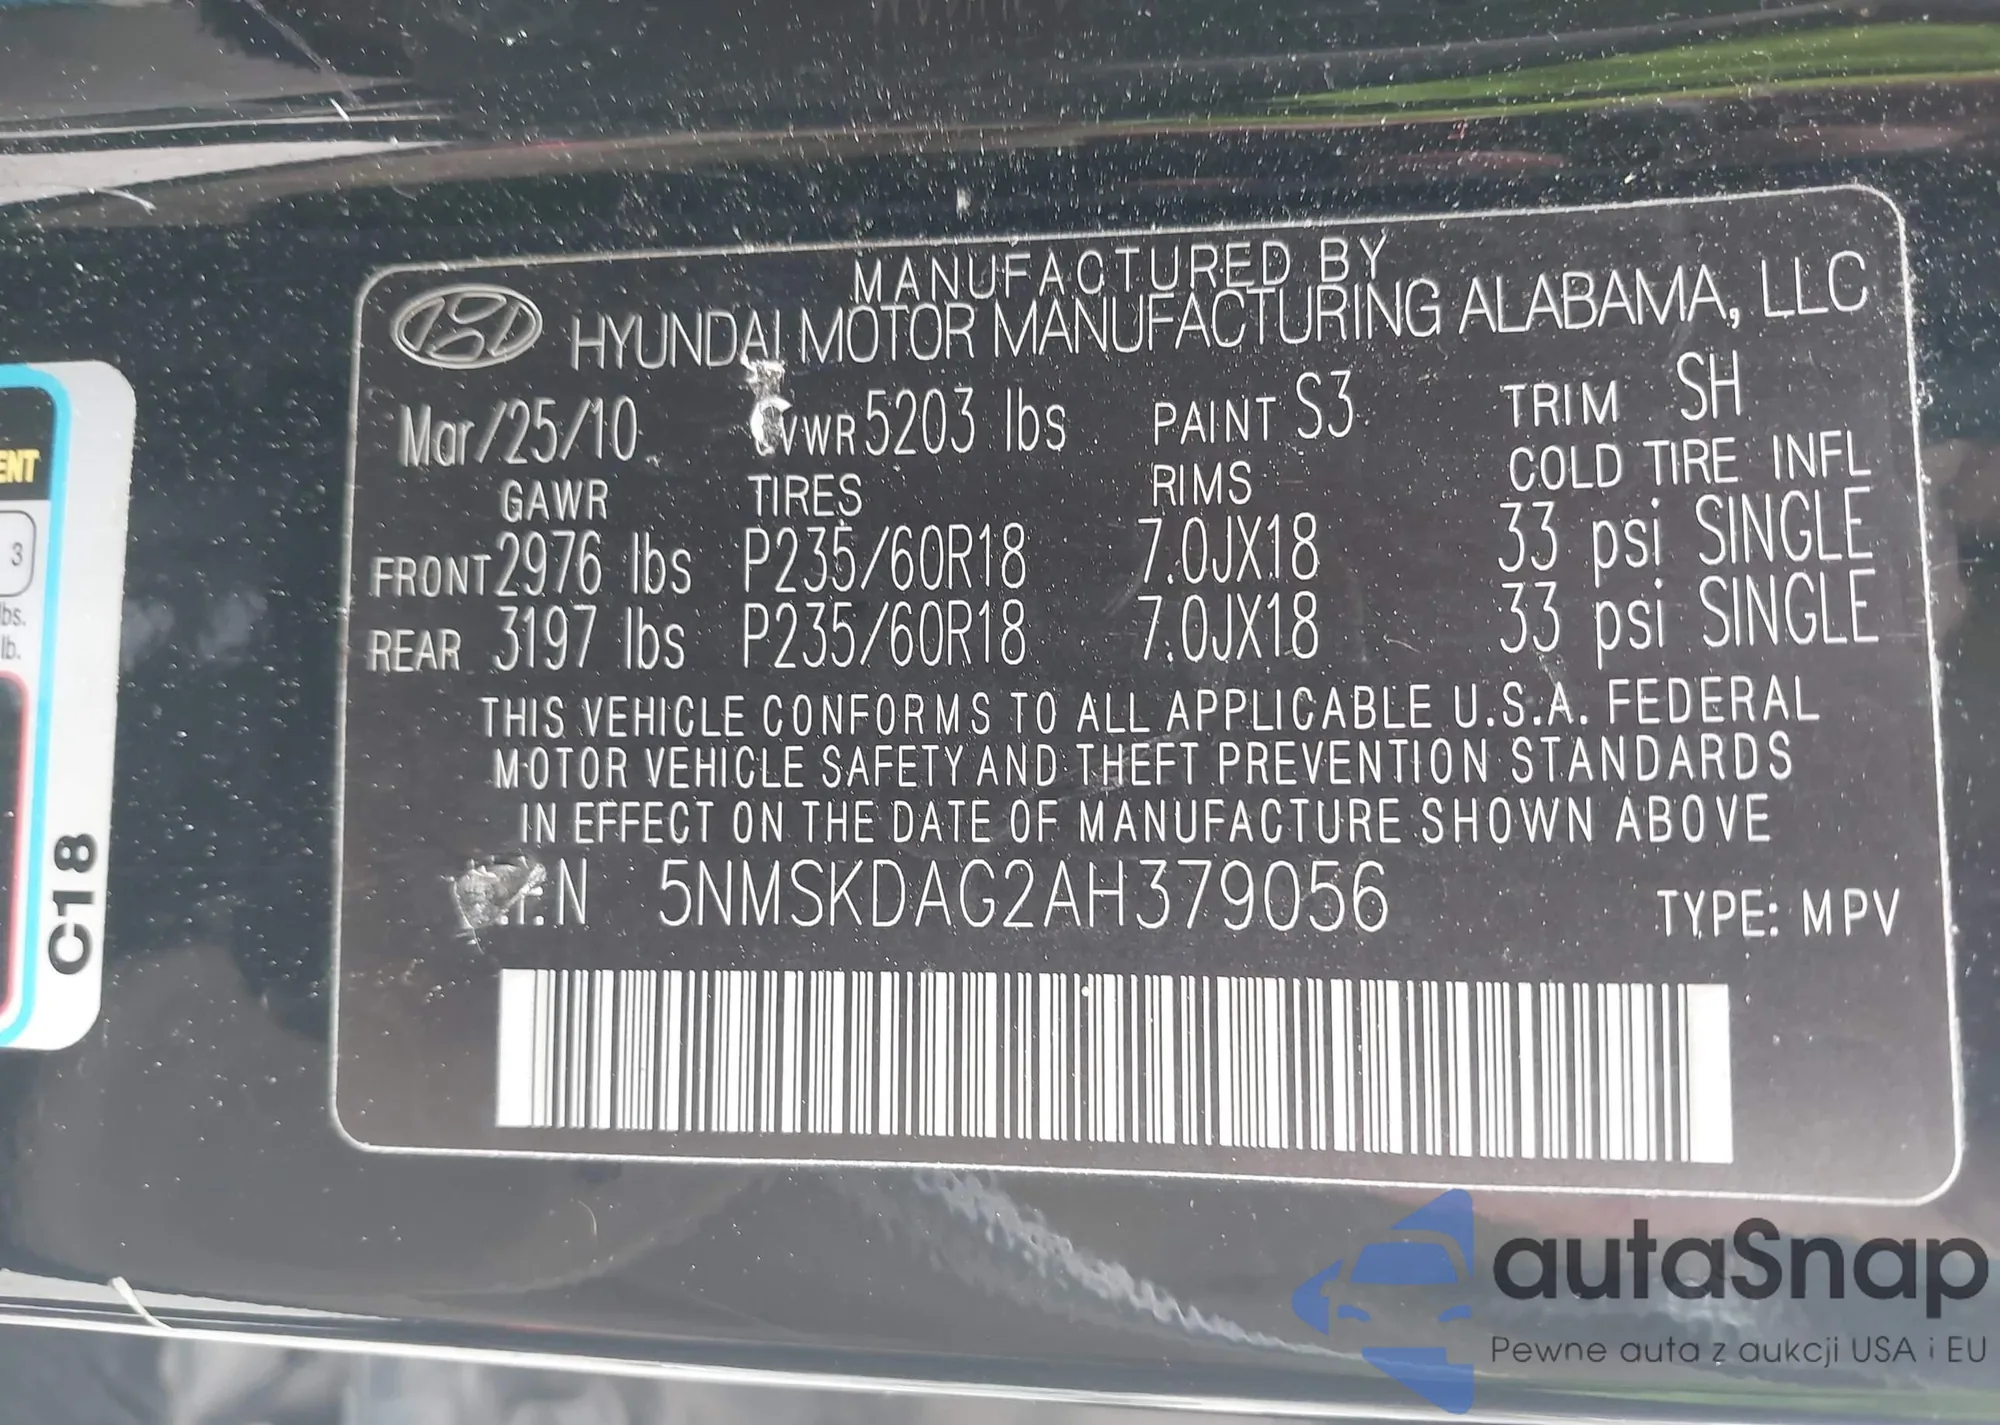 MANUFACTURED BY
HYUNDAI MOTOR MANUFACTURING ALABAMA, LLC
Mar/25/10 GVWR 5203 lbs PAINT S3 TRIM SH
GAWR TIRES RIMS COLD TIRE INFL
FRONT 2976 lbs P235/60R18 7.0JX18 33 psi SINGLE
REAR 3197 lbs P235/60R18 7.0JX18 33 psi SINGLE
THIS VEHICLE CONFORMS TO ALL APPLICABLE U.S.A. FEDERAL
MOTOR VEHICLE SAFETY AND THEFT PREVENTION STANDARDS
IN EFFECT ON THE DATE OF MANUFACTURE SHOWN ABOVE
5NMSKDAG2AH379056 TYPE: MPV
ENT
3
lbs.
lb.
C18
autaSnap
Pewne auta z aukcji USA i EU